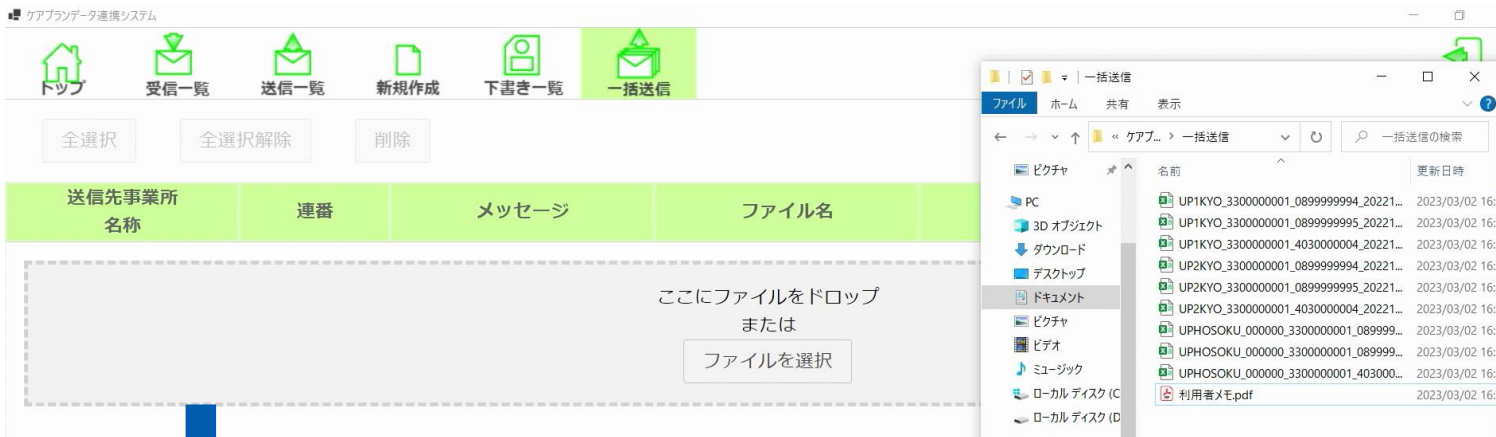 ケアプランデータ連携システム
トップ
受信一覧
送信一覧
新規作成
下書き一覧
一括送信
全選択
全選択解除
削除
送信先事業所
名称
連番
メッセージ
ファイル名
ここにファイルをドロップ
または
ファイルを選択
一括送信
ファイル
ホーム
共有
表示
« ケアプ... › 一括送信
一括送信の検索
ピクチャ
PC
3D オブジェクト
ダウンロード
デスクトップ
ドキュメント
ピクチャ
ビデオ
ミュージック
ローカル ディスク (C
ローカル ディスク (D
名前
更新日時
UP1KYO_3300000001_0899999994_20221... 2023/03/02 16:
UP1KYO_3300000001_0899999995_20221... 2023/03/02 16:
UP1KYO_3300000001_4030000004_20221... 2023/03/02 16:
UP2KYO_3300000001_0899999994_20221... 2023/03/02 16:
UP2KYO_3300000001_0899999995_20221... 2023/03/02 16:
UP2KYO_3300000001_4030000004_20221... 2023/03/02 16:
UPHOSOKU_000000_3300000001_089999... 2023/03/02 16:
UPHOSOKU_000000_3300000001_089999... 2023/03/02 16:
UPHOSOKU_000000_3300000001_403000... 2023/03/02 16:
利用者メモ.pdf 2023/03/02 16: